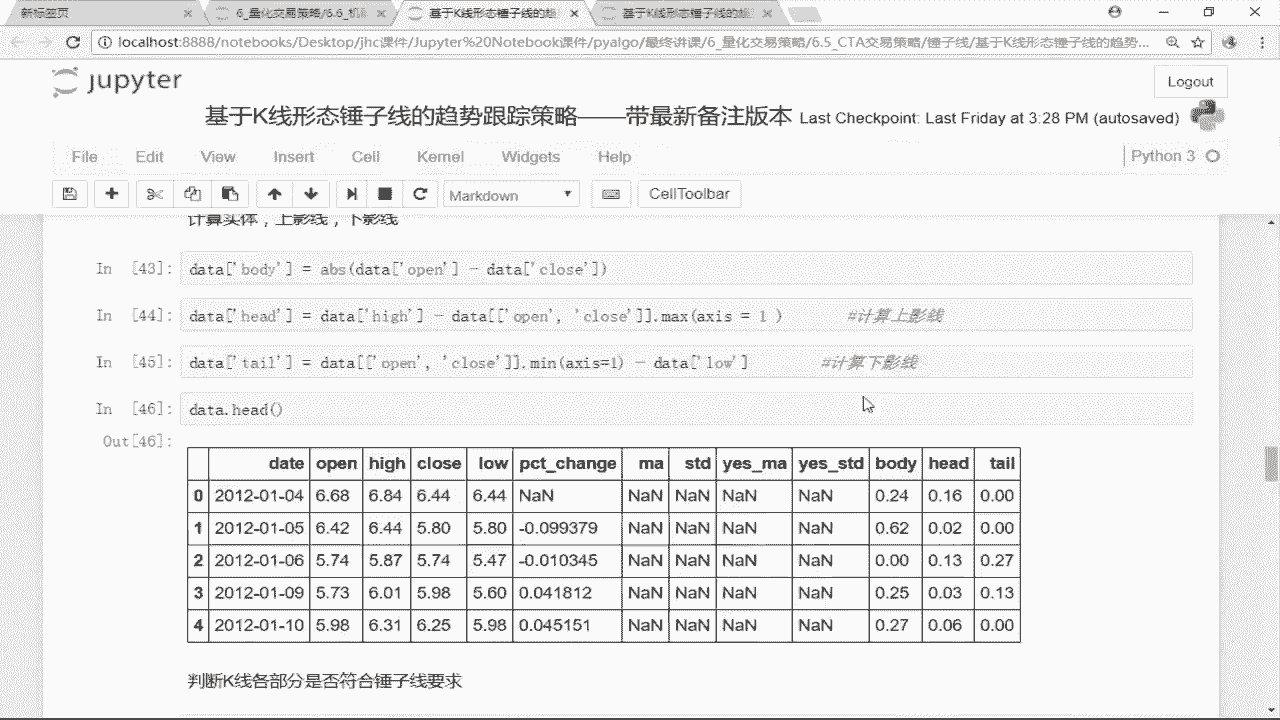 新标签页
6_量化交易策略/6.6_机
基于K线形态锤子线的趋
基于K线形态锤子线的趋
localhost:8888/notebooks/Desktop/jhc课件/Jupyter%20Notebook课件/pyalgo/最终讲课/6_量化交易策略/6.5_CTA交易策略/锤子线/基于K线形态锤子线的趋势...
jupyter
Logout
基于K线形态锤子线的趋势跟踪策略——带最新备注版本 Last Checkpoint: Last Friday at 3:28 PM (autosaved)
File Edit View Insert Cell Kernel Widgets Help
Python 3
Markdown CellToolbar
计算实体，上影线，下影线
In [43]: data['body'] = abs(data['open'] - data['close'])
In [44]: data['head'] = data['high'] - data[['open', 'close']].max(axis = 1 ) #计算上影线
In [45]: data['tail'] = data[['open', 'close']].min(axis=1) - data['low'] #计算下影线
In [46]: data.head()
Out[46]:
date open high close low pct_change ma std yes_ma yes_std body head tail
0 2012-01-04 6.68 6.84 6.44 6.44 NaN NaN NaN NaN NaN 0.24 0.16 0.00
1 2012-01-05 6.42 6.44 5.80 5.80 -0.099379 NaN NaN NaN NaN 0.62 0.02 0.00
2 2012-01-06 5.74 5.87 5.74 5.47 -0.010345 NaN NaN NaN NaN 0.00 0.13 0.27
3 2012-01-09 5.73 6.01 5.98 5.60 0.041812 NaN NaN NaN NaN 0.25 0.03 0.13
4 2012-01-10 5.98 6.31 6.25 5.98 0.045151 NaN NaN NaN NaN 0.27 0.06 0.00
判断K线各部分是否符合锤子线要求